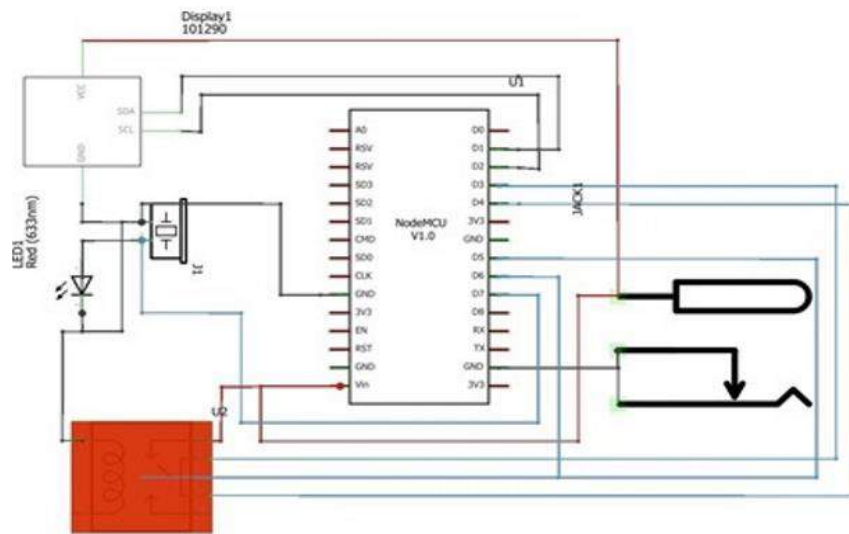 Display1
101290
VCC
SDA
SCL
GND
LED1
Red (633nm)
J1
U1
A0
RSV
RSV
SD3
SD2
SD1
CMD
SD0
CLK
GND
3V3
EN
RST
GND
Vin
NodeMCU
V1.0
D0
D1
D2
D3
D4
3V3
GND
D5
D6
D7
D8
RX
TX
GND
3V3
JACK1
U2